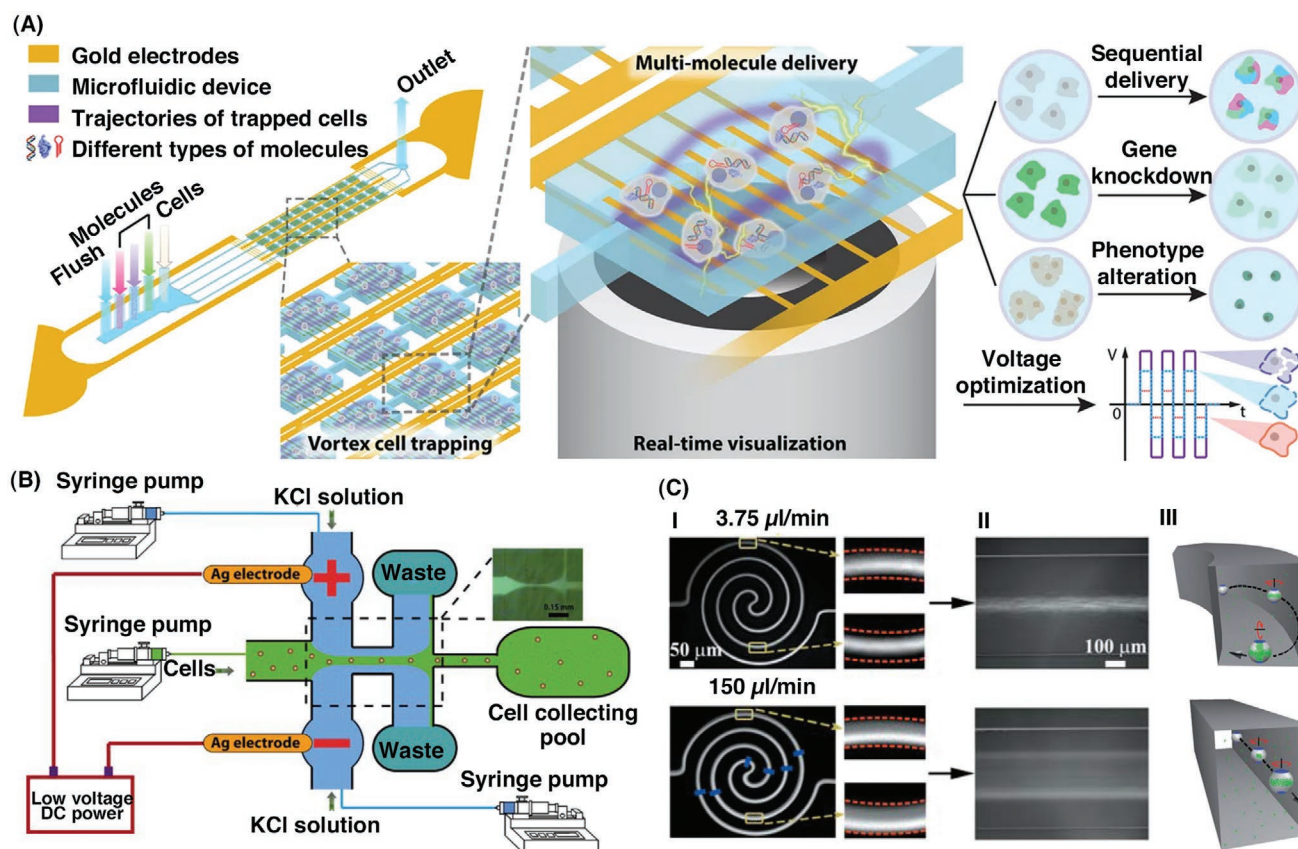 (A)
Gold electrodes
Microfluidic device
Trajectories of trapped cells
Different types of molecules
Outlet
Molecules
Cells
Flush
Vortex cell trapping
Multi-molecule delivery
Real-time visualization
Sequential
delivery
Gene
knockdown
Phenotype
alteration
Voltage
optimization
V
0
t
(B)
Syringe pump
KCl solution
Ag electrode
+
Waste
0.15 mm
Syringe pump
Cells
Cell collecting
pool
Ag electrode
−
Waste
Low voltage
DC power
KCl solution
Syringe pump
(C)
I
3.75 µl/min
II
III
50 µm
100 µm
150 µl/min